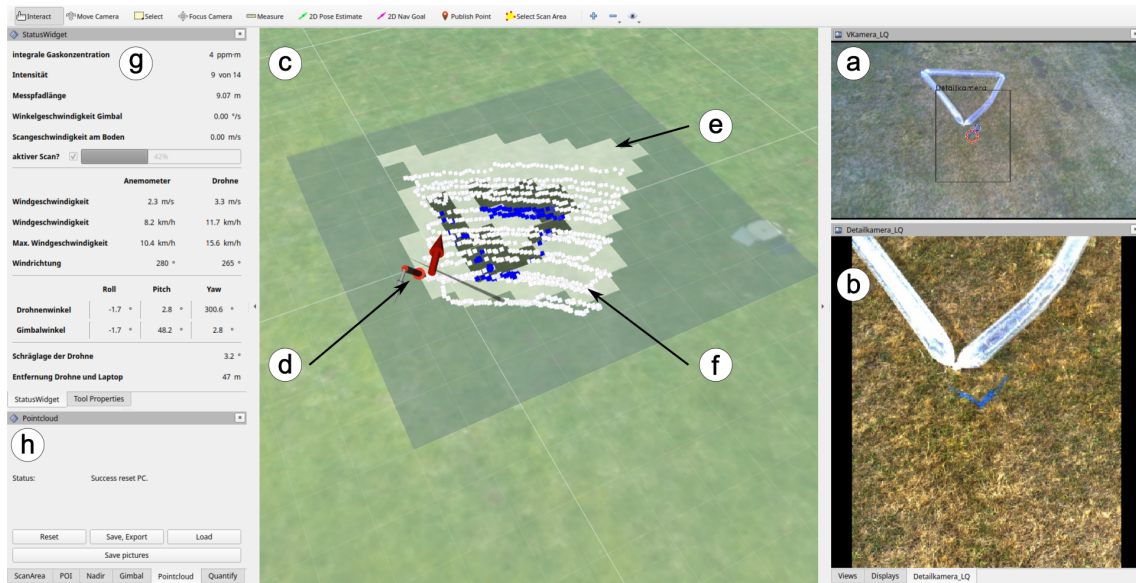 Interact Move Camera Select Focus Camera Measure 2D Pose Estimate 2D Nav Goal Publish Point Select Scan Area
StatusWidget
integrale Gaskonzentration 4 ppm·m
Intensität 9 von 14
Messpfadlänge 9.07 m
Winkelgeschwindigkeit Gimbal 0.00 °/s
Scangeschwindigkeit am Boden 0.00 m/s
aktiver Scan? 42%
Anemometer Drohne
Windgeschwindigkeit 2.3 m/s 3.3 m/s
Windgeschwindigkeit 8.2 km/h 11.7 km/h
Max. Windgeschwindigkeit 10.4 km/h 15.6 km/h
Windrichtung 280 ° 265 °
Roll Pitch Yaw
Drohnenwinkel -1.7 ° 2.8 ° 300.6 °
Gimbalwinkel -1.7 ° 48.2 ° 2.8 °
Schräglage der Drohne 3.2 °
Entfernung Drohne und Laptop 47 m
StatusWidget Tool Properties
g
Pointcloud
h
Status: Success reset PC.
Reset Save, Export Load
Save pictures
ScanArea POI Nadir Gimbal Pointcloud Quantify
c
e
d
f
VKamera_LQ
a
Detailkamera
Detailkamera_LQ
b
Views Displays Detailkamera_LQ